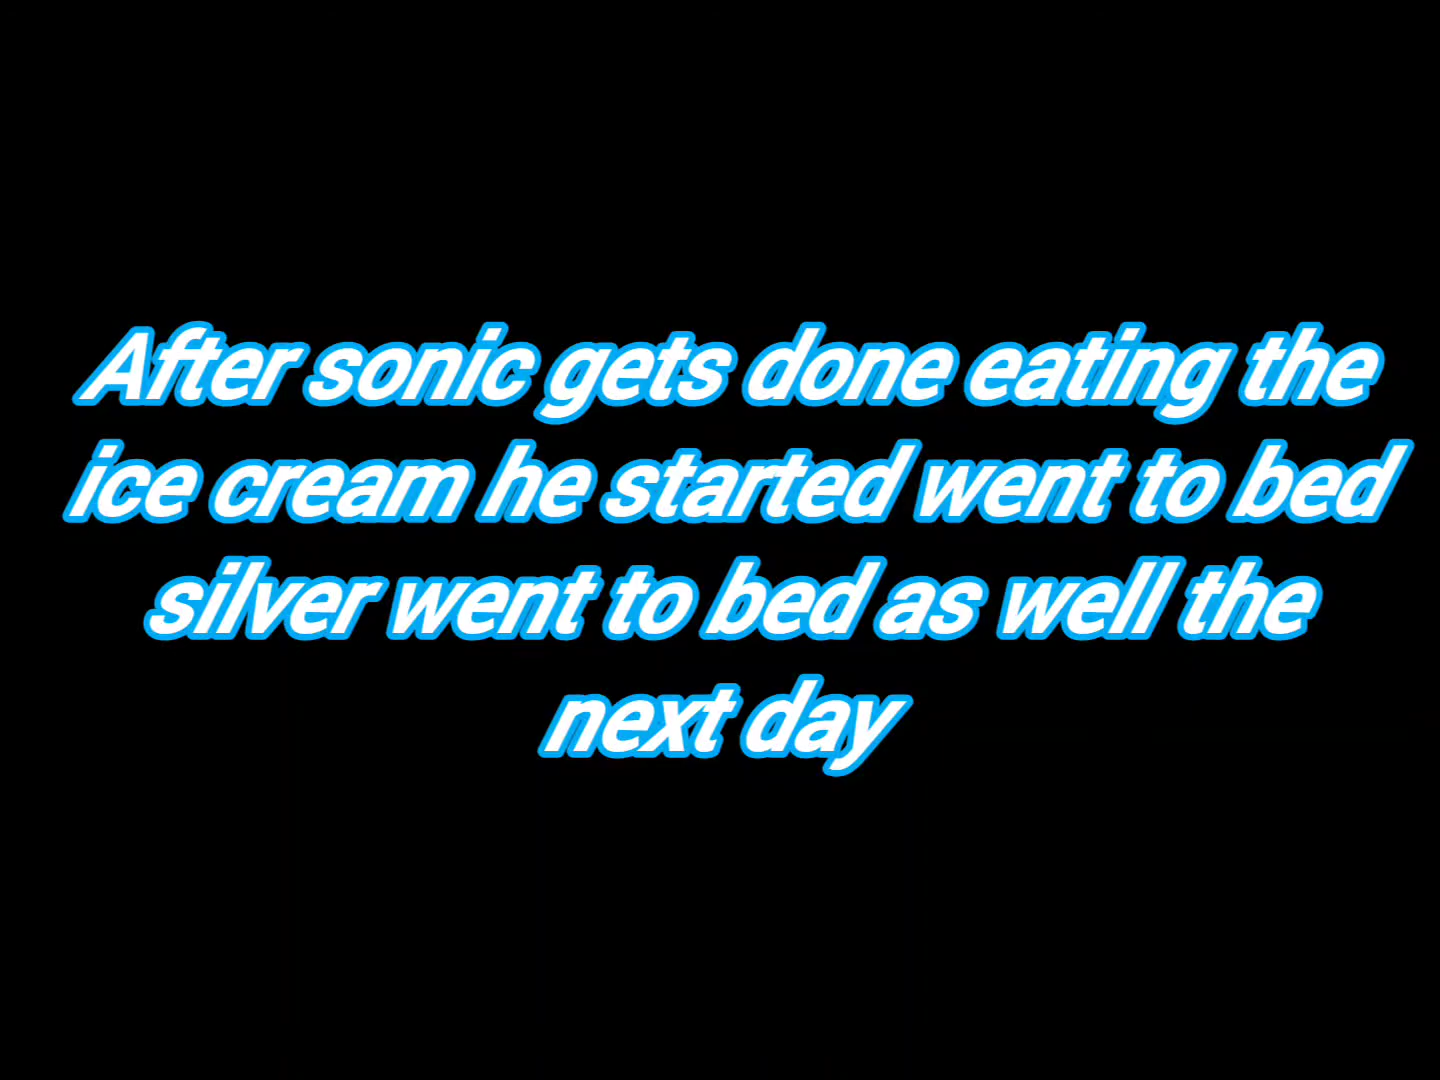 After sonic gets done eating the
ice cream he started went to bed
silver went to bed as well the
next day